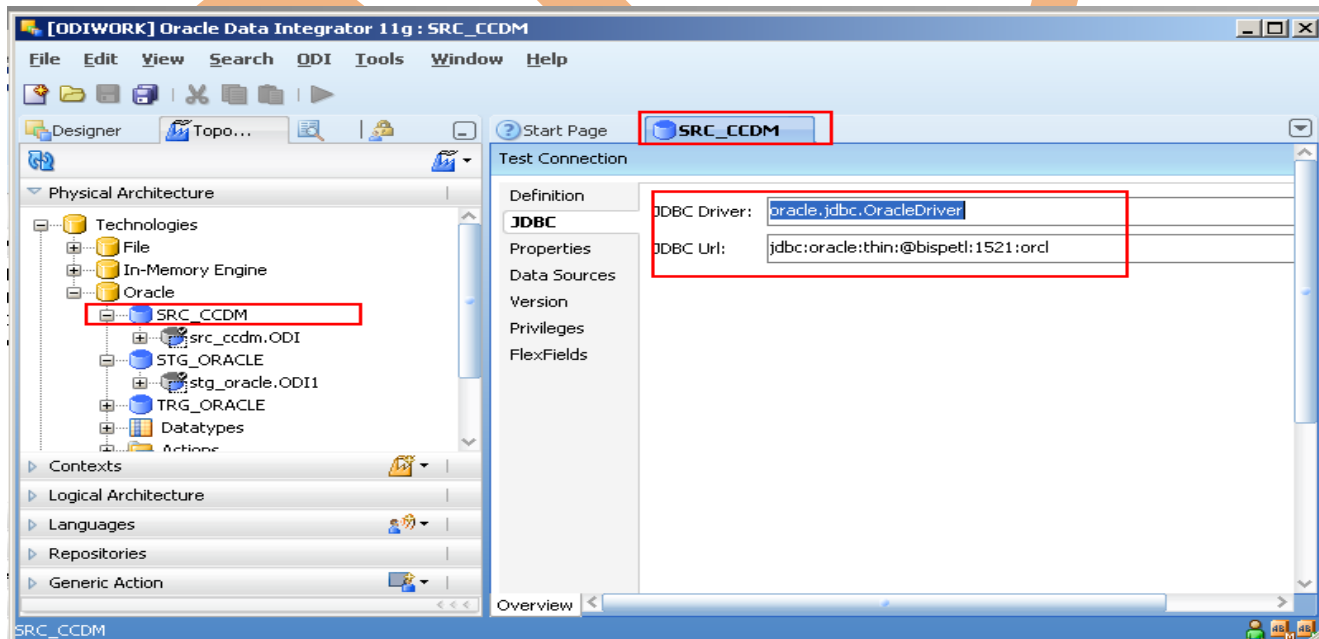 [ODIWORK] Oracle Data Integrator 11g : SRC_CCDM
File Edit View Search ODI Tools Window Help
Designer Topo...
Physical Architecture
Technologies
File
In-Memory Engine
Oracle
SRC_CCDM
src_ccdm.ODI
STG_ORACLE
stg_oracle.ODI1
TRG_ORACLE
Datatypes
Actions
Contexts
Logical Architecture
Languages
Repositories
Generic Action
Start Page SRC_CCDM
Test Connection
Definition
JDBC
Properties
Data Sources
Version
Privileges
FlexFields
JDBC Driver: oracle.jdbc.OracleDriver
JDBC Url: jdbc:oracle:thin:@bispetl:1521:orcl
Overview
SRC_CCDM